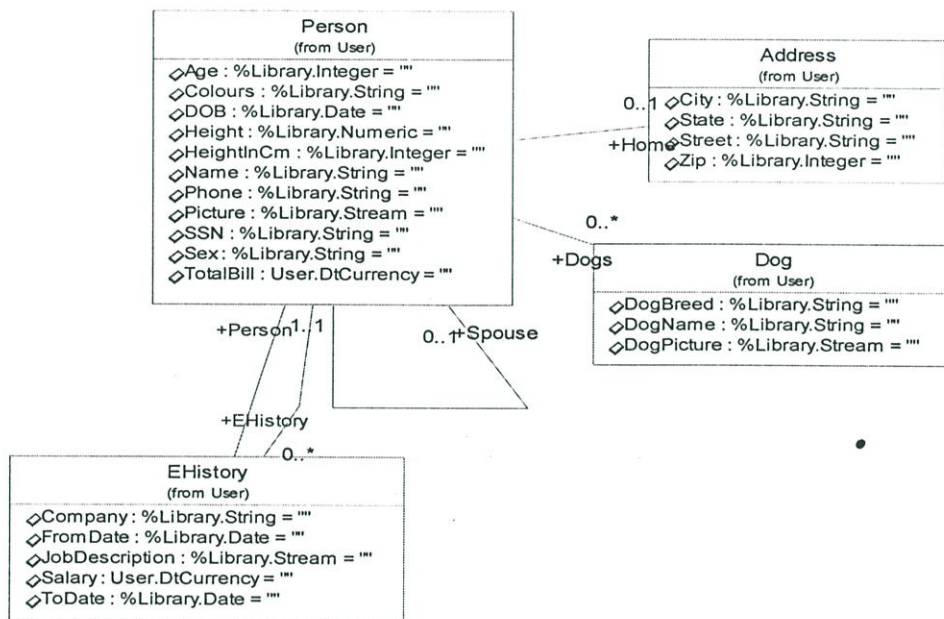 Person
(from User)
Age : %Library.Integer = ""
Colours : %Library.String = ""
DOB : %Library.Date = ""
Height : %Library.Numeric = ""
HeightInCm : %Library.Integer = ""
Name : %Library.String = ""
Phone : %Library.String = ""
Picture : %Library.Stream = ""
SSN : %Library.String = ""
Sex : %Library.String = ""
TotalBill : User.DtCurrency = ""
Address
(from User)
City : %Library.String = ""
State : %Library.String = ""
Street : %Library.String = ""
Zip : %Library.Integer = ""
0..1
+Home
0..*
+Dogs
Dog
(from User)
DogBreed : %Library.String = ""
DogName : %Library.String = ""
DogPicture : %Library.Stream = ""
+Person
1..1
0..1
+Spouse
+EHistory
0..*
EHistory
(from User)
Company : %Library.String = ""
FromDate : %Library.Date = ""
JobDescription : %Library.Stream = ""
Salary : User.DtCurrency = ""
ToDate : %Library.Date = ""